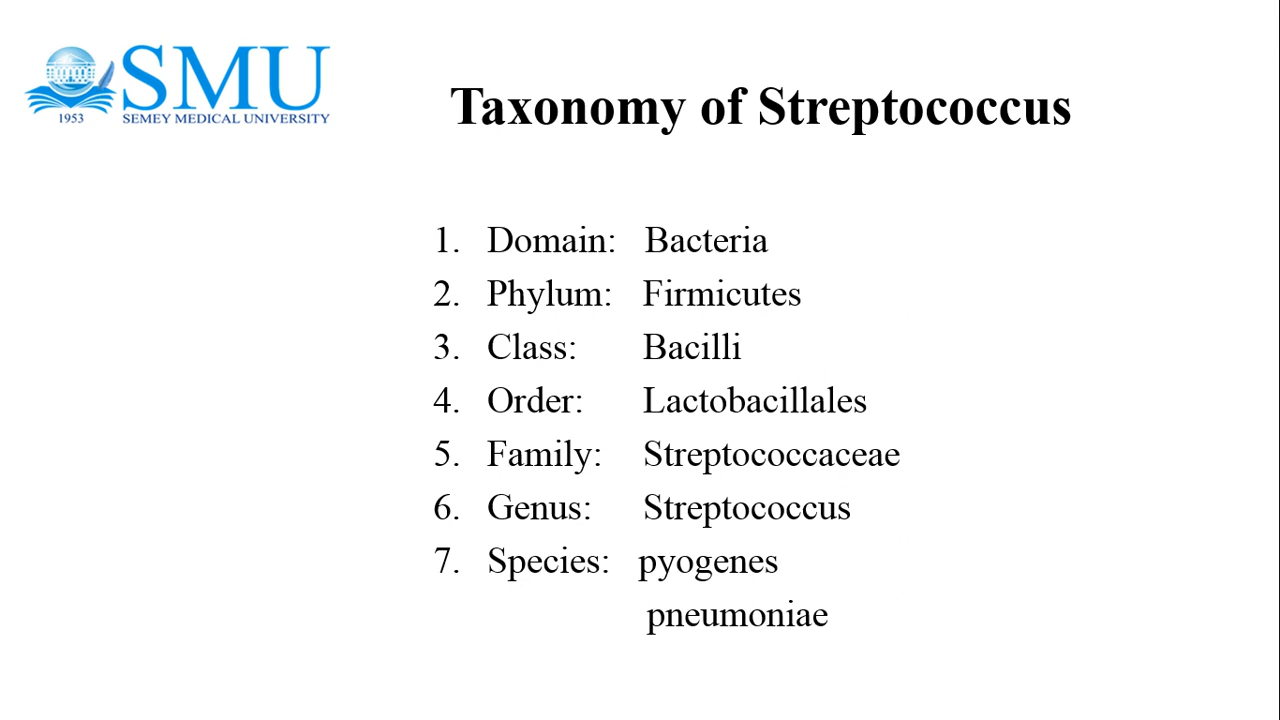 SMU
1953 SEMEY MEDICAL UNIVERSITY
Taxonomy of Streptococcus
1. Domain: Bacteria
2. Phylum: Firmicutes
3. Class: Bacilli
4. Order: Lactobacillales
5. Family: Streptococcaceae
6. Genus: Streptococcus
7. Species: pyogenes
pneumoniae